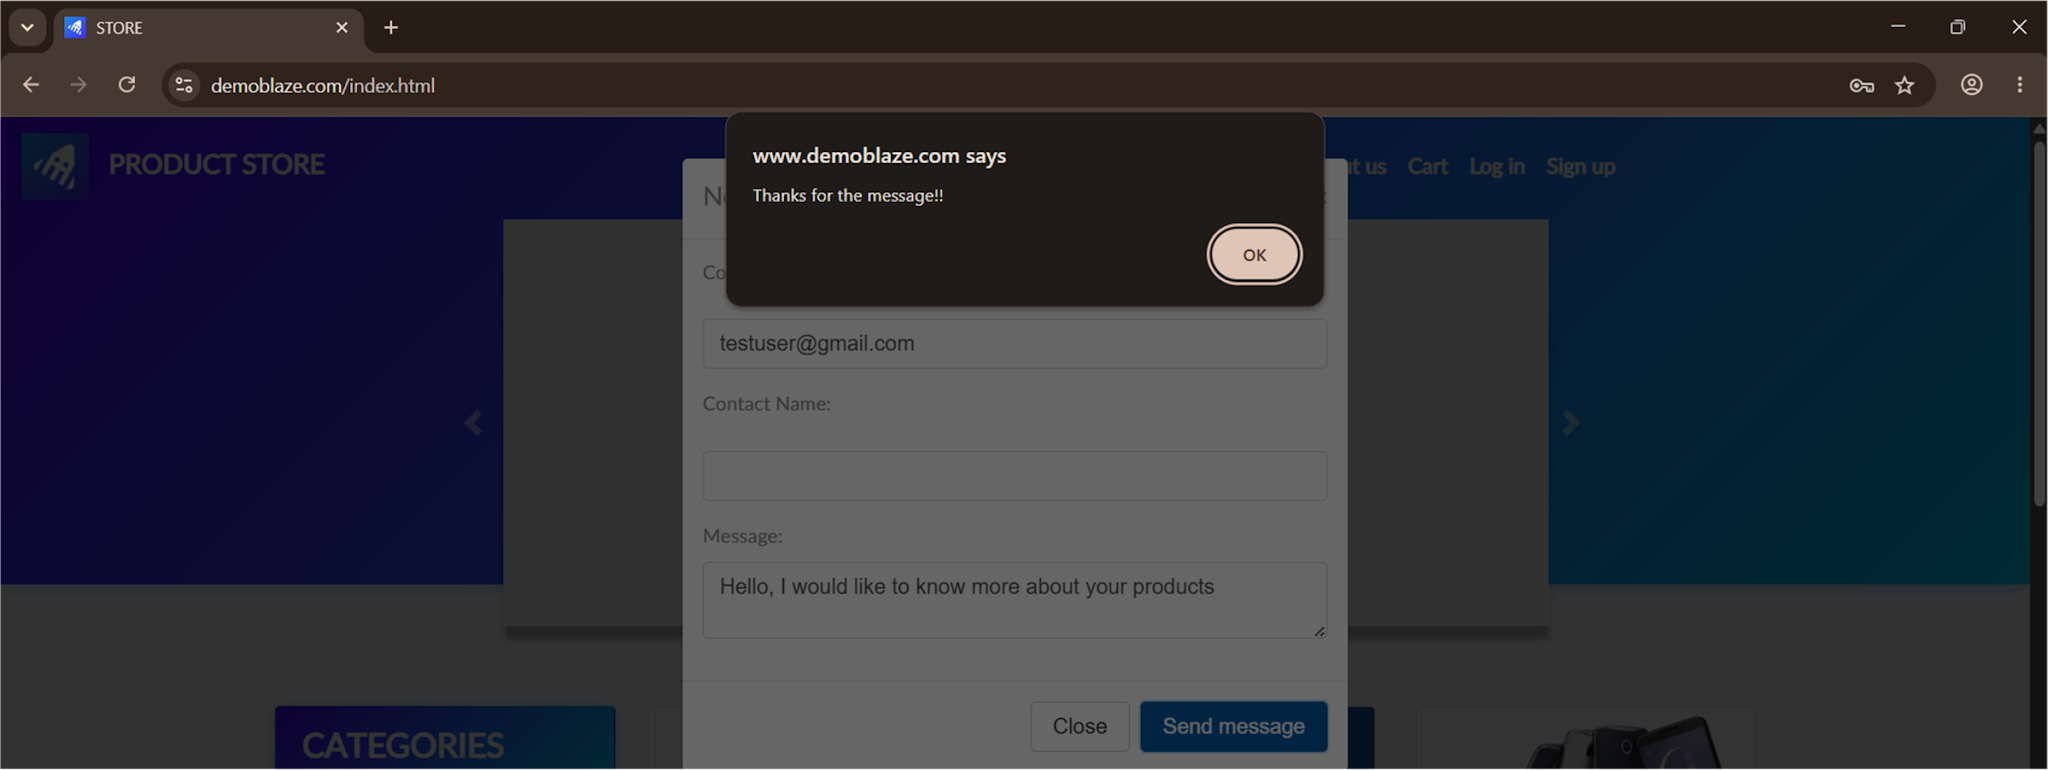 STORE
demoblaze.com/index.html
www.demoblaze.com says
Thanks for the message!!
OK
PRODUCT STORE
t us Cart Log in Sign up
testuser@gmail.com
Contact Name:
Message:
Hello, I would like to know more about your products
Close Send message
CATEGORIES